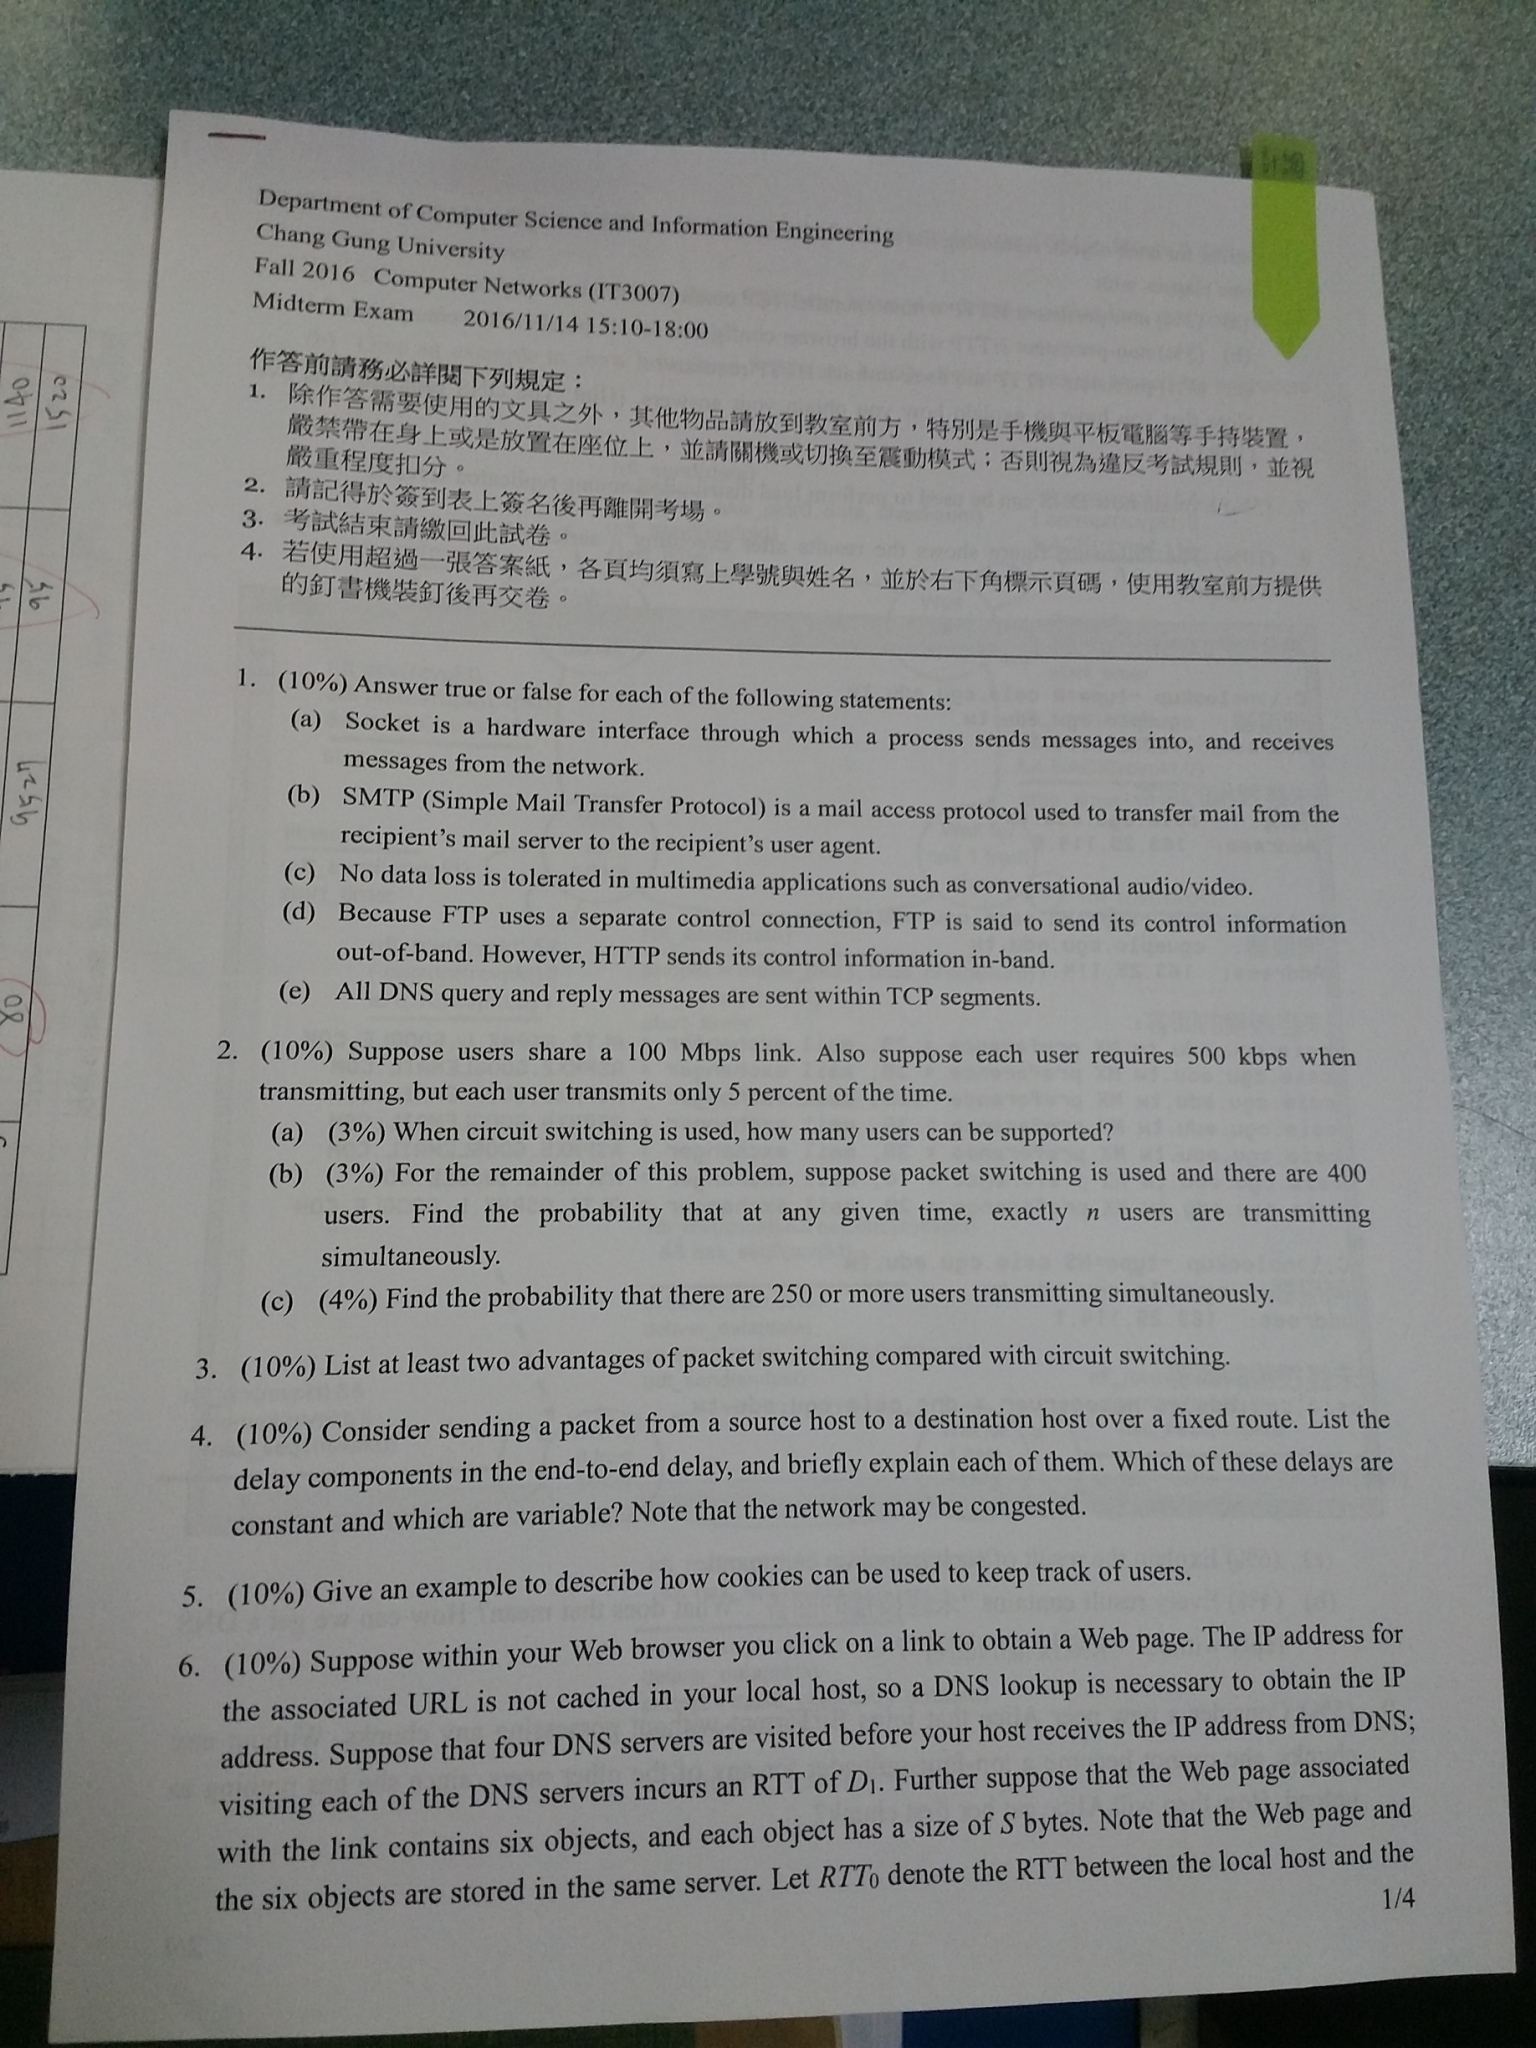 Department of Computer Science and Information Engineering
Chang Gung University
Fall 2016 Computer Networks (IT3007)
Midterm Exam 2016/11/14 15:10-18:00
作答前請務必詳閱下列規定：
1. 除作答需要使用的文具之外，其他物品請放到教室前方，特別是手機與平板電腦等手持裝置，
嚴禁帶在身上或是放置在座位上，並請關機或切換至震動模式；否則視為違反考試規則，並視
嚴重程度扣分。
2. 請記得於簽到表上簽名後再離開考場。
3. 考試結束請繳回此試卷。
4. 若使用超過一張答案紙，各頁均須寫上學號與姓名，並於右下角標示頁碼，使用教室前方提供
的釘書機裝釘後再交卷。
1. (10%) Answer true or false for each of the following statements:
(a) Socket is a hardware interface through which a process sends messages into, and receives
messages from the network.
(b) SMTP (Simple Mail Transfer Protocol) is a mail access protocol used to transfer mail from the
recipient's mail server to the recipient's user agent.
(c) No data loss is tolerated in multimedia applications such as conversational audio/video.
(d) Because FTP uses a separate control connection, FTP is said to send its control information
out-of-band. However, HTTP sends its control information in-band.
(e) All DNS query and reply messages are sent within TCP segments.
2. (10%) Suppose users share a 100 Mbps link. Also suppose each user requires 500 kbps when
transmitting, but each user transmits only 5 percent of the time.
(a) (3%) When circuit switching is used, how many users can be supported?
(b) (3%) For the remainder of this problem, suppose packet switching is used and there are 400
users. Find the probability that at any given time, exactly n users are transmitting
simultaneously.
(c) (4%) Find the probability that there are 250 or more users transmitting simultaneously.
3. (10%) List at least two advantages of packet switching compared with circuit switching.
4. (10%) Consider sending a packet from a source host to a destination host over a fixed route. List the
delay components in the end-to-end delay, and briefly explain each of them. Which of these delays are
constant and which are variable? Note that the network may be congested.
5. (10%) Give an example to describe how cookies can be used to keep track of users.
6. (10%) Suppose within your Web browser you click on a link to obtain a Web page. The IP address for
the associated URL is not cached in your local host, so a DNS lookup is necessary to obtain the IP
address. Suppose that four DNS servers are visited before your host receives the IP address from DNS;
visiting each of the DNS servers incurs an RTT of D₁. Further suppose that the Web page associated
with the link contains six objects, and each object has a size of S bytes. Note that the Web page and
the six objects are stored in the same server. Let RTT₀ denote the RTT between the local host and the
1/4